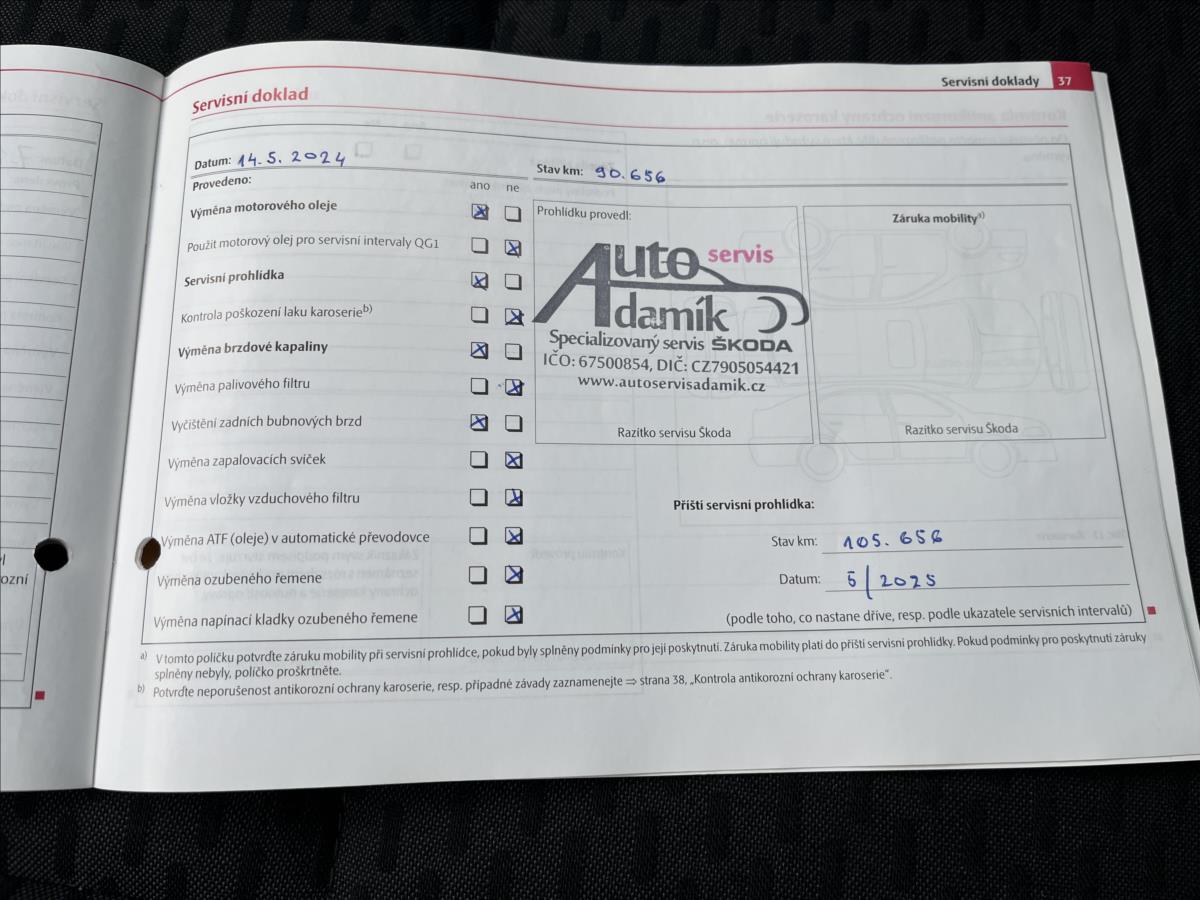 Servisní doklady 37
Servisní doklad
Datum: 14.5.2024
Stav km: 90.656
Provedeno:
ano ne
Výměna motorového oleje
Použit motorový olej pro servisní intervaly QG1
Servisní prohlídka
Kontrola poškození laku karoserieb)
Výměna brzdové kapaliny
Výměna palivového filtru
Vyčištění zadních bubnových brzd
Výměna zapalovacích svíček
Výměna vložky vzduchového filtru
Výměna ATF (oleje) v automatické převodovce
Výměna ozubeného řemene
Výměna napínací kladky ozubeného řemene
Prohlídku provedl:
Auto servis
Adamík
Specializovaný servis ŠKODA
IČO: 67500854, DIČ: CZ7905054421
www.autoservisadamik.cz
Razítko servisu Škoda
Záruka mobilitya)
Razítko servisu Škoda
Příští servisní prohlídka:
Stav km: 105.656
Datum: 5/2025
(podle toho, co nastane dříve, resp. podle ukazatele servisních intervalů)
a) V tomto políčku potvrďte záruku mobility při servisní prohlídce, pokud byly splněny podmínky pro její poskytnutí. Záruka mobility platí do příští servisní prohlídky. Pokud podmínky pro poskytnutí záruky
splněny nebyly, políčko proškrtněte.
b) Potvrďte neporušenost antikorozní ochrany karoserie, resp. případné závady zaznamenejte ⇒ strana 38, „Kontrola antikorozní ochrany karoserie“.
ozní